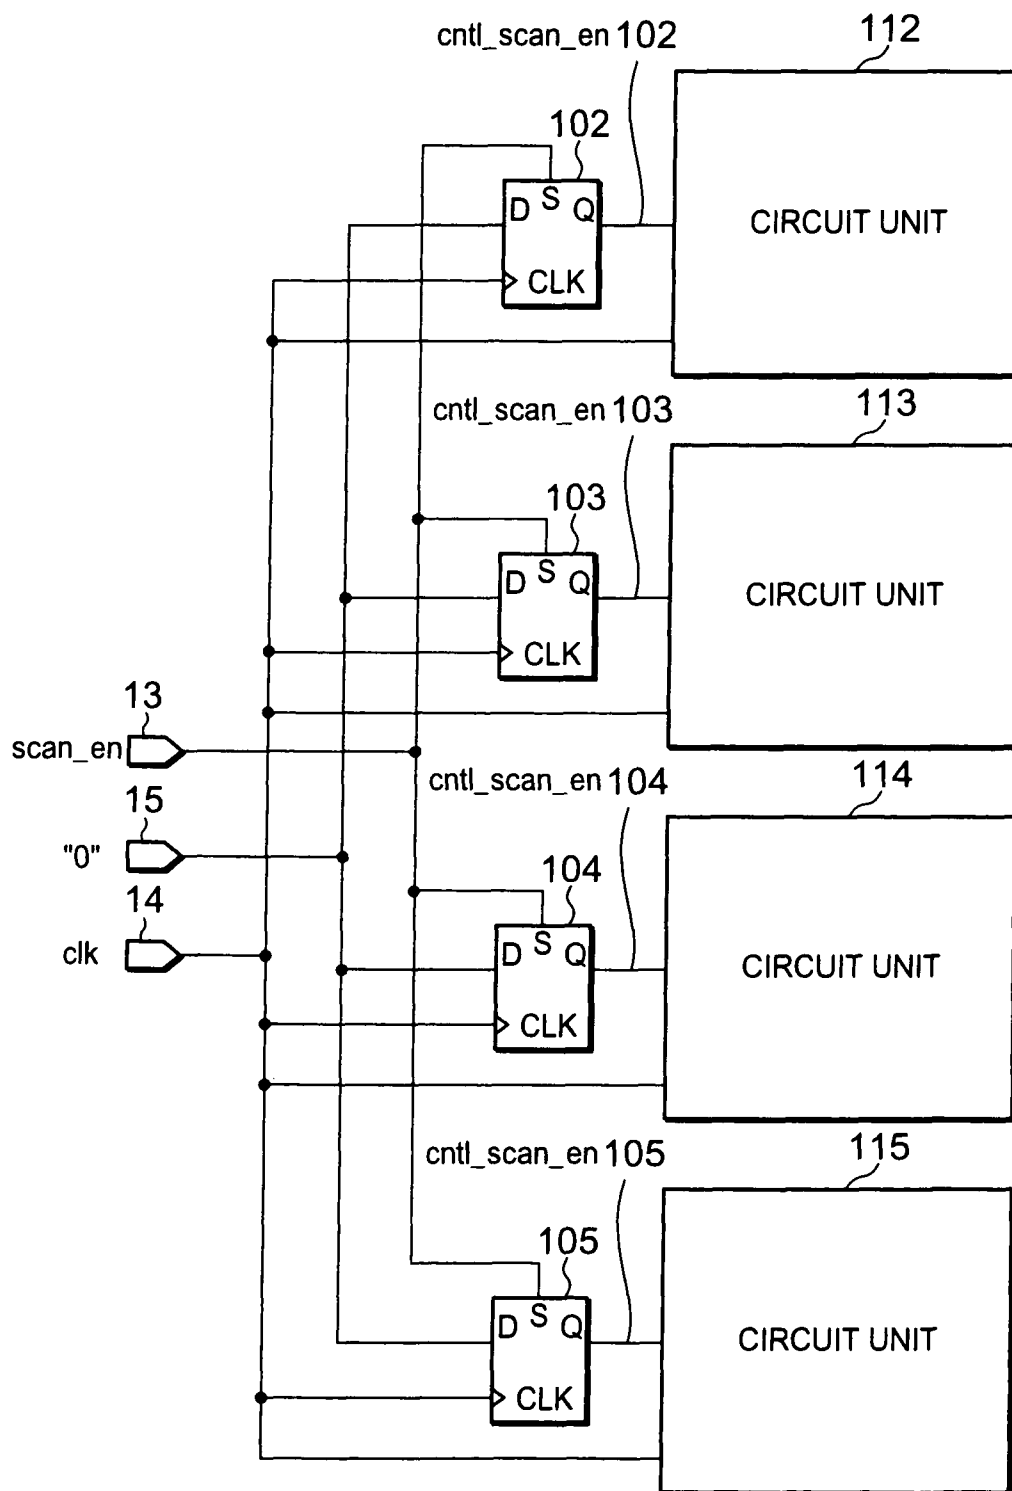 cntl_scan_en 102
112
102
D S Q
CLK
CIRCUIT UNIT
cntl_scan_en 103
113
103
D S Q
CLK
CIRCUIT UNIT
13
scan_en
15
"0"
14
clk
cntl_scan_en 104
114
104
D S Q
CLK
CIRCUIT UNIT
cntl_scan_en 105
115
105
D S Q
CLK
CIRCUIT UNIT